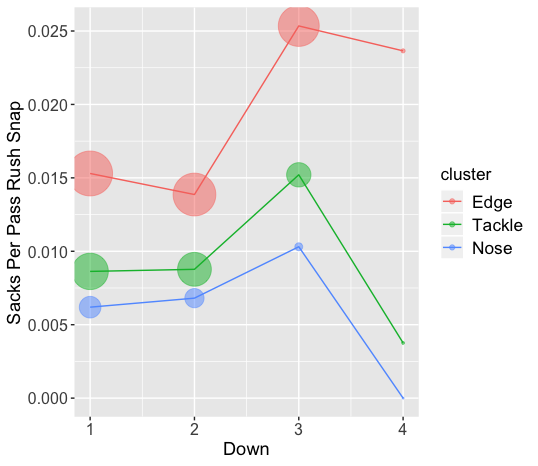 Sacks Per Pass Rush Snap
0.025
0.020
0.015
0.010
0.005
0.000
1 2 3 4
Down
cluster
Edge
Tackle
Nose